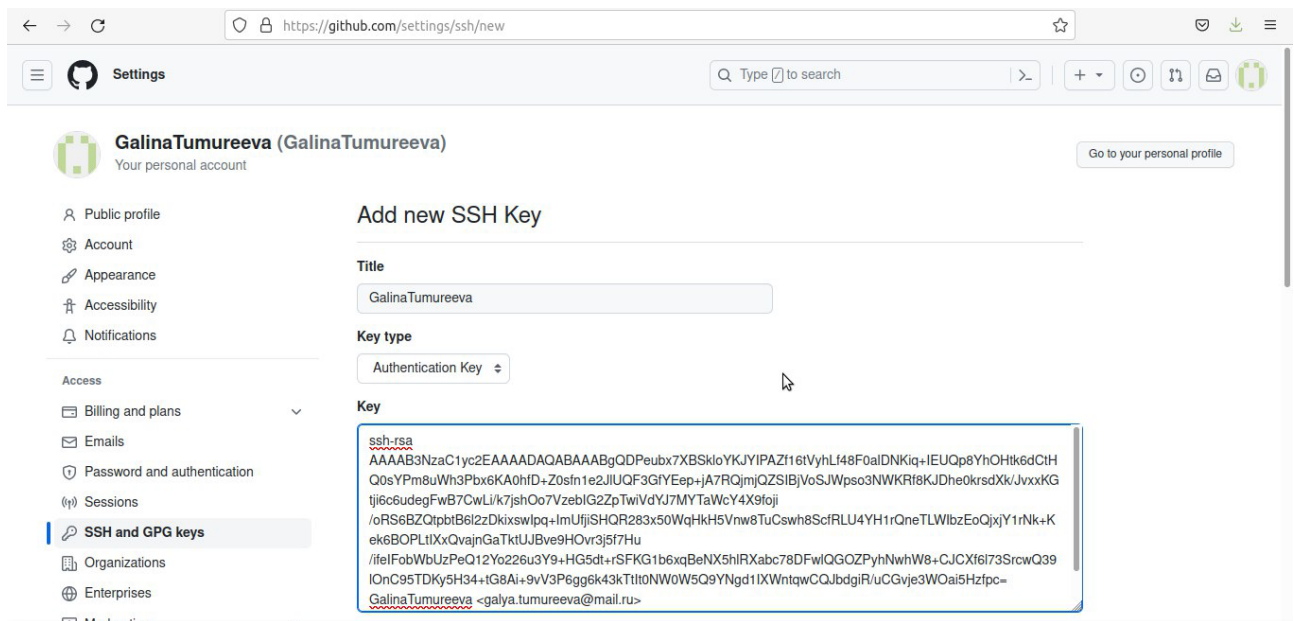 https://github.com/settings/ssh/new
Settings
Type / to search
GalinaTumureeva (GalinaTumureeva)
Your personal account
Go to your personal profile
Public profile
Account
Appearance
Accessibility
Notifications
Access
Billing and plans
Emails
Password and authentication
Sessions
SSH and GPG keys
Organizations
Enterprises
Add new SSH Key
Title
GalinaTumureeva
Key type
Authentication Key
Key
ssh-rsa
AAAAB3NzaC1yc2EAAAADAQABAAABgQDPeubx7XBSkloYKJYIPAZf16tVyhLf48F0alDNKiq+IEUQp8YhOHtk6dCtH
Q0sYPm8uWh3Pbx6KA0hfD+Z0sfn1e2JlUQF3GfYEep+jA7RQjmjQZSIBjVoSJWpso3NWKRf8KJDhe0krsdXk/JvxxKG
tji6c6udegFwB7CwLi/k7jshOo7VzebIG2ZpTwiVdYJ7MYTaWcY4X9foji
/oRS6BZQtpbtB6l2zDkixswIpq+ImUfjiSHQR283x50WqHkH5Vnw8TuCswh8ScfRLU4YH1rQneTLWIbzEoQjxjY1rNk+K
ek6BOPLtIXxQvajnGaTktUJBve9HOvr3j5f7Hu
/ifeIFobWbUzPeQ12Yo226u3Y9+HG5dt+rSFKG1b6xqBeNX5hlRXabc78DFwlQGOZPyhNwhW8+CJCXf6l73SrcwQ39
lOnC95TDKy5H34+tG8Ai+9vV3P6gg6k43kTtIt0NW0W5Q9YNgd1IXWntqwCQJbdgiR/uCGvje3WOai5Hzfpc=
GalinaTumureeva <galya.tumureeva@mail.ru>